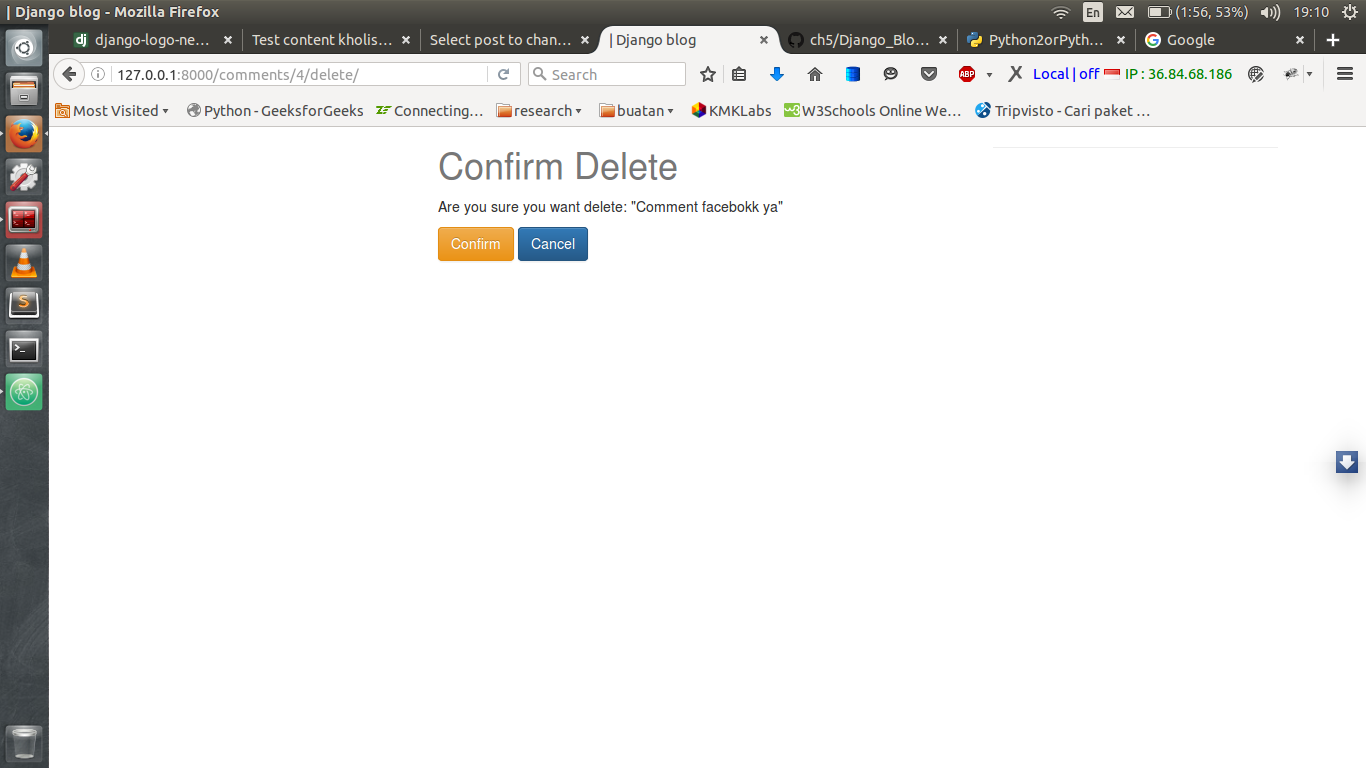 | Django blog - Mozilla Firefox
En
(1:56, 53%)
19:10
dj django-logo-ne...
Test content kholis...
Select post to chan...
| Django blog
ch5/Django_Blo...
Python2orPyth...
Google
127.0.0.1:8000/comments/4/delete/
Search
ABP
Local | off
IP : 36.84.68.186
Most Visited
Python - GeeksforGeeks
Connecting...
research
buatan
KMKLabs
W3Schools Online We...
Tripvisto - Cari paket ...
Confirm Delete
Are you sure you want delete: "Comment facebokk ya"
Confirm
Cancel